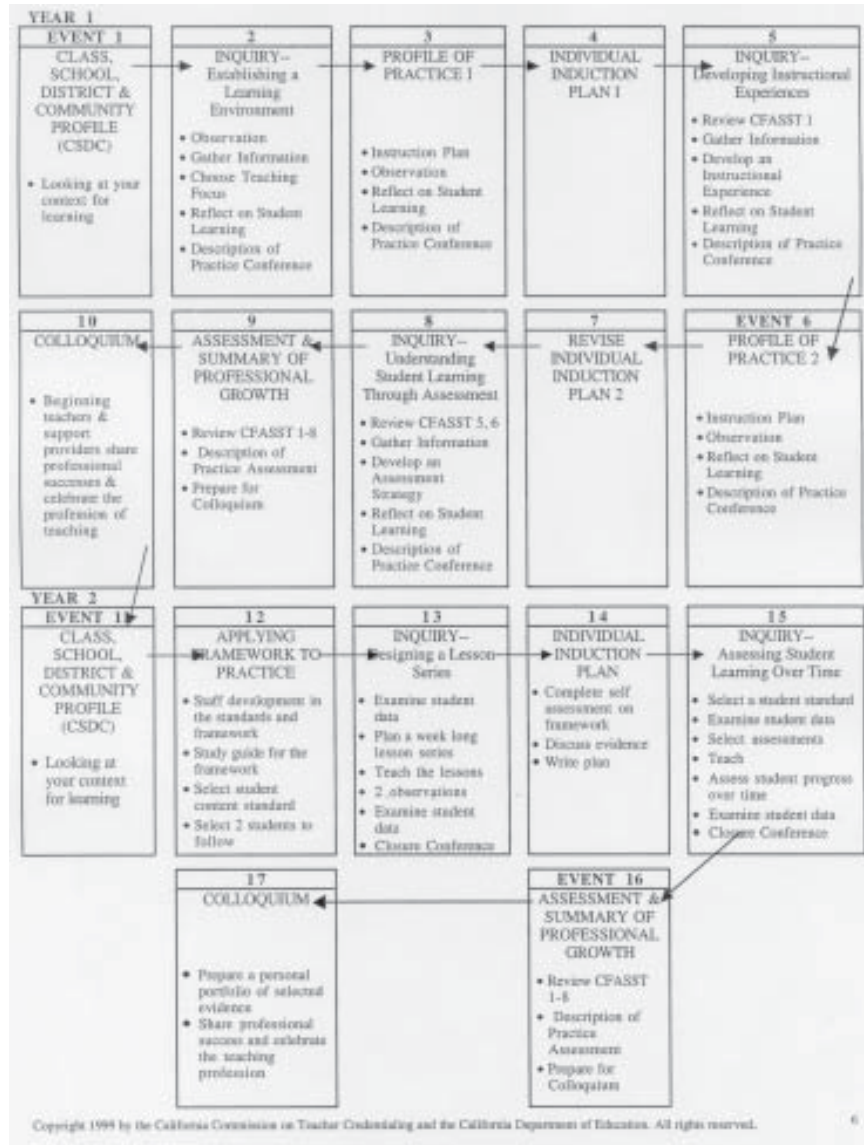 YEAR 1
EVENT 1
CLASS,
SCHOOL,
DISTRICT &
COMMUNITY
PROFILE
(CSDC)
• Looking at your
context for
learning
2
INQUIRY--
Establishing a
Learning
Environment
• Observation
• Gather Information
• Choose Teaching
Focus
• Reflect on Student
Learning
• Description of
Practice Conference
3
PROFILE OF
PRACTICE 1
• Instruction Plan
• Observation
• Reflect on Student
Learning
• Description of
Practice Conference
4
INDIVIDUAL
INDUCTION
PLAN 1
5
INQUIRY--
Developing Instructional
Experiences
• Review CFASST 1
• Gather Information
• Develop an
Instructional
Experience
• Reflect on Student
Learning
• Description of Practice
Conference
EVENT 6
PROFILE OF
PRACTICE 2
• Instruction Plan
• Observation
• Reflect on Student
Learning
• Description of Practice
Conference
7
REVISE
INDIVIDUAL
INDUCTION
PLAN 2
8
INQUIRY--
Understanding
Student Learning
Through Assessment
• Review CFASST 5, 6
• Gather Information
• Develop an
Assessment
Strategy
• Reflect on Student
Learning
• Description of
Practice Conference
9
ASSESSMENT &
SUMMARY OF
PROFESSIONAL
GROWTH
• Review CFASST 1-8
• Description of
Practice Assessment
• Prepare for
Colloquium
10
COLLOQUIUM
• Beginning
teachers &
support
providers share
professional
successes &
celebrate the
profession of
teaching
YEAR 2
EVENT 11
CLASS,
SCHOOL,
DISTRICT &
COMMUNITY
PROFILE
(CSDC)
• Looking at
your context
for learning
12
APPLYING
FRAMEWORK TO
PRACTICE
• Staff development in
the standards and
framework
• Study guide for the
framework
• Select student
content standard
• Select 2 students to
follow
13
INQUIRY--
Designing a Lesson
Series
• Examine student
data
• Plan a week long
lesson series
• Teach the lessons
• 2 observations
• Examine student
data
• Closure Conference
14
INDIVIDUAL
INDUCTION
PLAN
• Complete self
assessment on
framework
• Discuss evidence
• Write plan
15
INQUIRY--
Assessing Student
Learning Over Time
• Select a student standard
• Examine student data
• Select assessments
• Teach
• Assess student progress
over time
• Examine student data
• Closure Conference
EVENT 16
ASSESSMENT &
SUMMARY OF
PROFESSIONAL
GROWTH
• Review CFASST
1-8
• Description of
Practice
Assessment
• Prepare for
Colloquium
17
COLLOQUIUM
• Prepare a personal
portfolio of selected
evidence
• Share professional
success and celebrate
the teaching
profession
Copyright 1999 by the California Commission on Teacher Credentialing and the California Department of Education. All rights reserved.
6